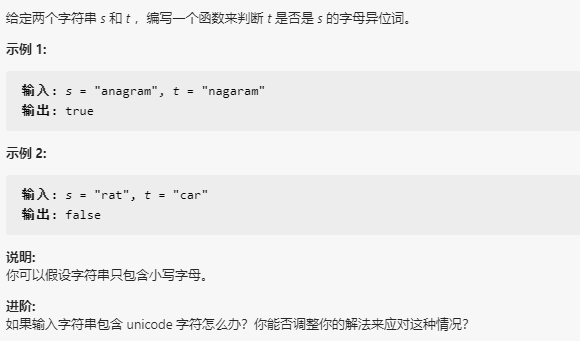 给定两个字符串 s 和 t ，编写一个函数来判断 t 是否是 s 的字母异位词。
示例 1:
输入: s = "anagram", t = "nagaram"
输出: true
示例 2:
输入: s = "rat", t = "car"
输出: false
说明:
你可以假设字符串只包含小写字母。
进阶:
如果输入字符串包含 unicode 字符怎么办？你能否调整你的解法来应对这种情况？